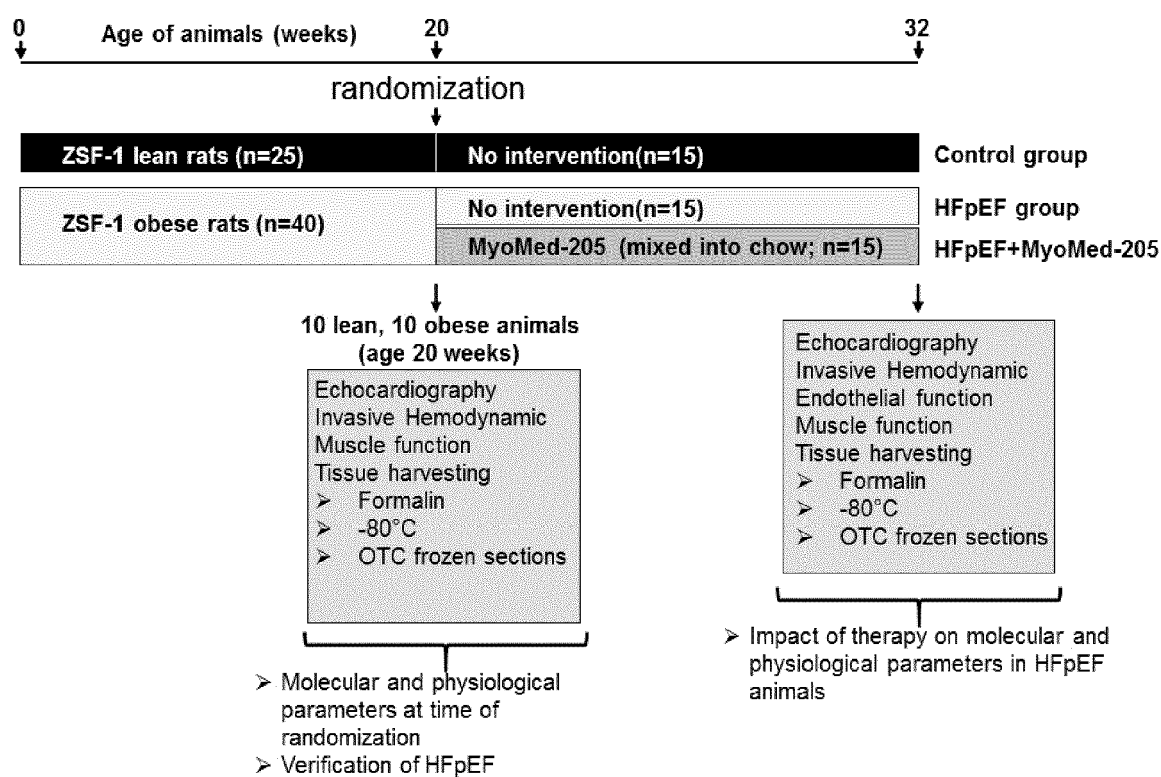 0 Age of animals (weeks) 20 32
randomization
ZSF-1 lean rats (n=25) No intervention(n=15) Control group
No intervention(n=15) HFpEF group
ZSF-1 obese rats (n=40)
MyoMed-205 (mixed into chow; n=15) HFpEF+MyoMed-205
10 lean, 10 obese animals
(age 20 weeks)
Echocardiography
Invasive Hemodynamic
Muscle function
Tissue harvesting
➢ Formalin
➢ -80°C
➢ OTC frozen sections
➢ Molecular and physiological
parameters at time of
randomization
➢ Verification of HFpEF
Echocardiography
Invasive Hemodynamic
Endothelial function
Muscle function
Tissue harvesting
➢ Formalin
➢ -80°C
➢ OTC frozen sections
➢ Impact of therapy on molecular and
physiological parameters in HFpEF
animals